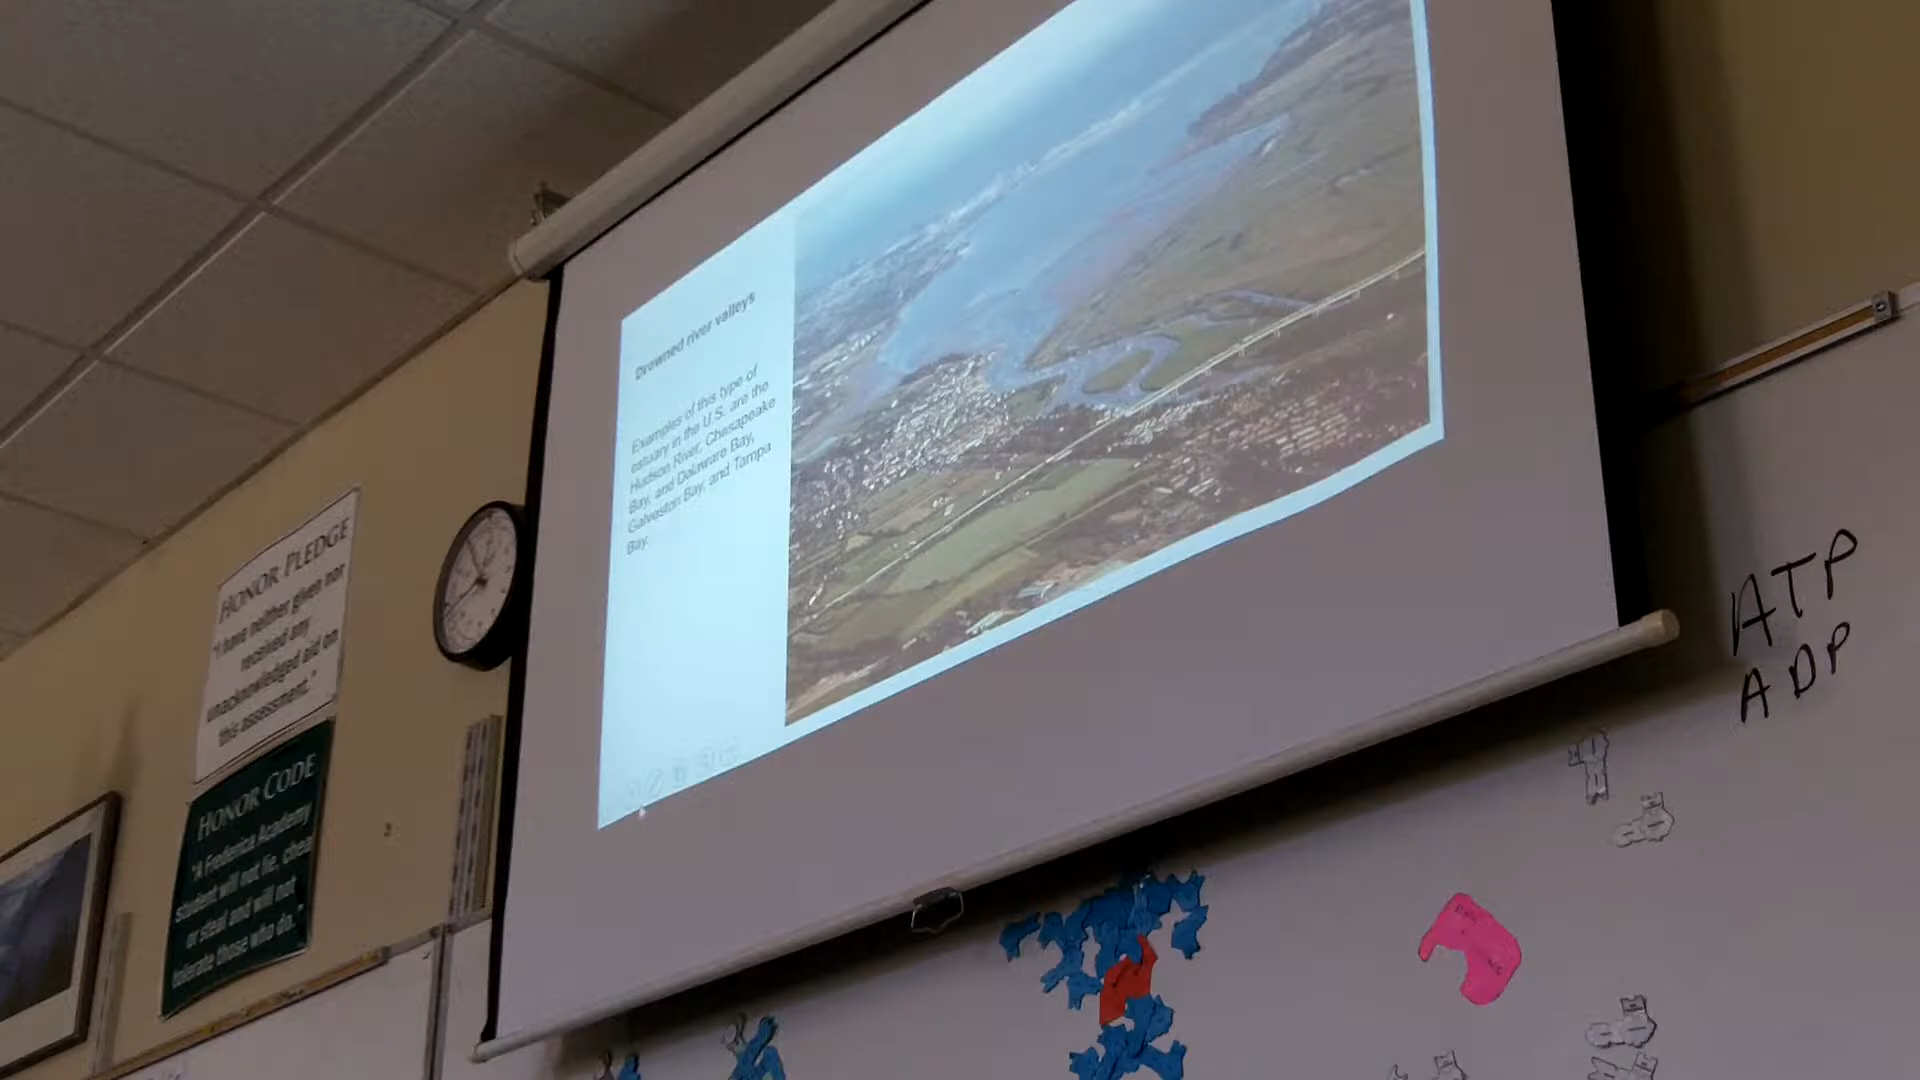 Drowned river valleys
Examples of this type of
estuary in the U.S. are the
Hudson River, Chesapeake
Bay, and Delaware Bay,
Galveston Bay, and Tampa
Bay.
HONOR PLEDGE
"I have neither given nor
received any
unacknowledged aid on
this assessment."
HONOR CODE
"A Frederica Academy
student will not lie, cheat
or steal and will not
tolerate those who do."
ATP
ADP